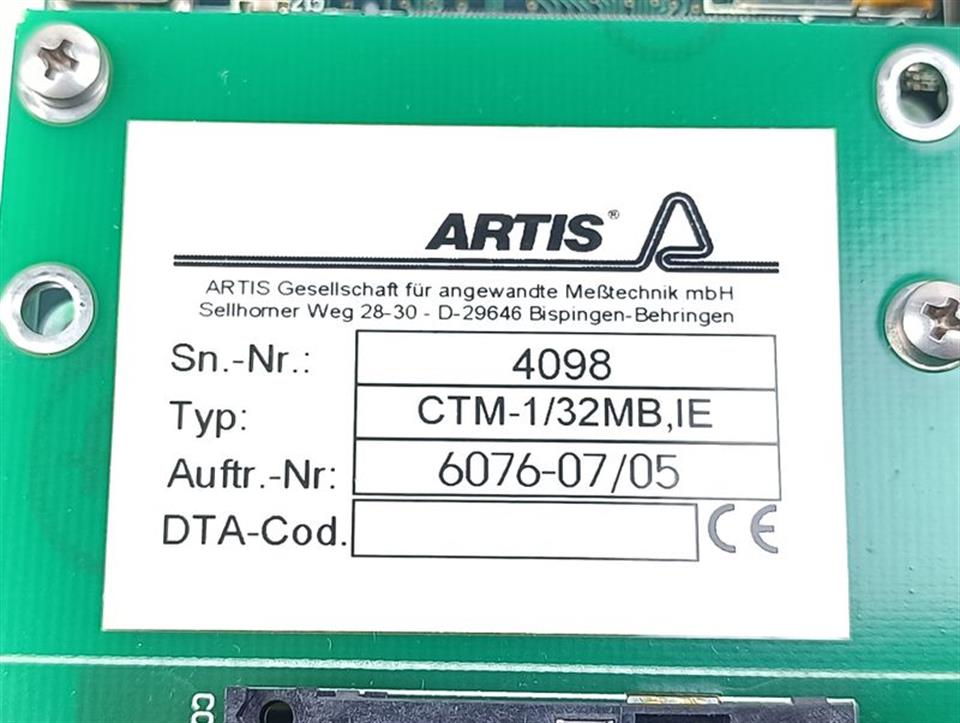 ARTIS®
ARTIS Gesellschaft für angewandte Meßtechnik mbH
Sellhorner Weg 28-30 - D-29646 Bispingen-Behringen
Sn.-Nr.: 4098
Typ: CTM-1/32MB,IE
Auftr.-Nr: 6076-07/05
DTA-Cod. CE